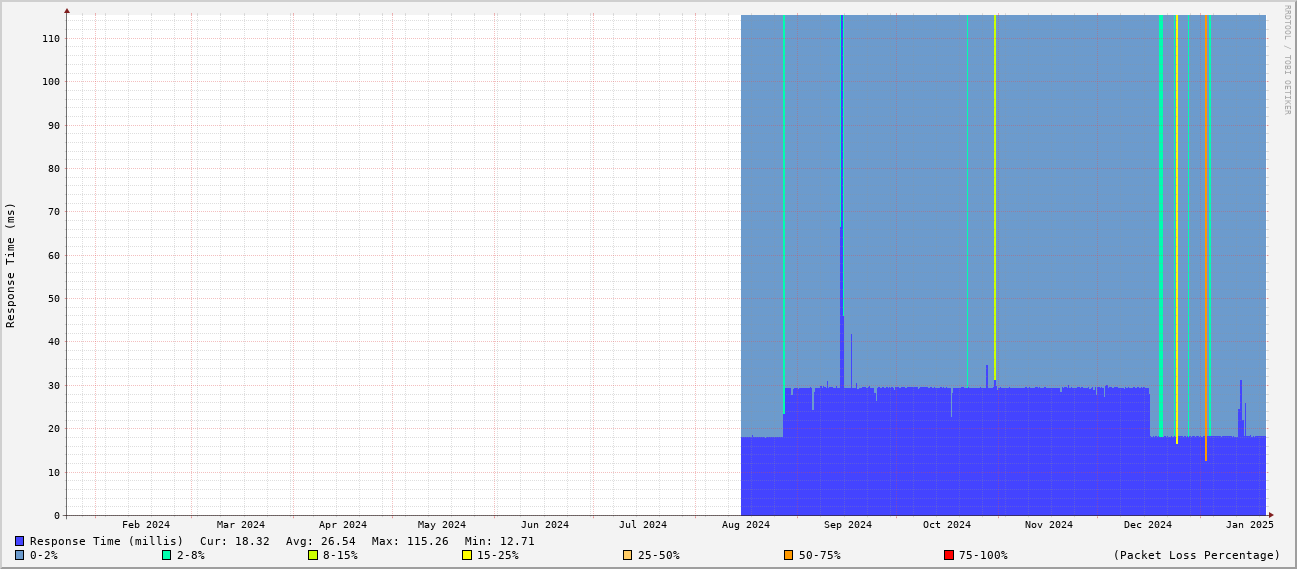 RRDTOOL / TOBI OETIKER
Response Time (ms)
110
100
90
80
70
60
50
40
30
20
10
0
Feb 2024 Mar 2024 Apr 2024 May 2024 Jun 2024 Jul 2024 Aug 2024 Sep 2024 Oct 2024 Nov 2024 Dec 2024 Jan 2025
Response Time (millis) Cur: 18.32 Avg: 26.54 Max: 115.26 Min: 12.71
0-2% 2-8% 8-15% 15-25% 25-50% 50-75% 75-100% (Packet Loss Percentage)